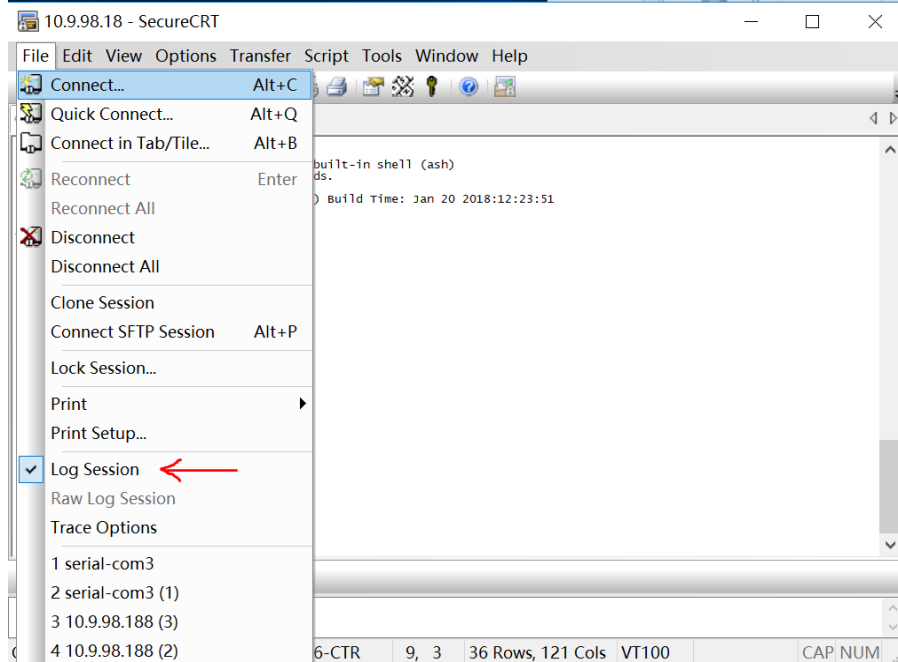 10.9.98.18 - SecureCRT
File Edit View Options Transfer Script Tools Window Help
Connect... Alt+C
Quick Connect... Alt+Q
Connect in Tab/Tile... Alt+B
built-in shell (ash)
Reconnect Enter
ds.
) Build Time: Jan 20 2018:12:23:51
Reconnect All
Disconnect
Disconnect All
Clone Session
Connect SFTP Session Alt+P
Lock Session...
Print
Print Setup...
Log Session
Raw Log Session
Trace Options
1 serial-com3
2 serial-com3 (1)
3 10.9.98.188 (3)
4 10.9.98.188 (2)
6-CTR 9, 3 36 Rows, 121 Cols VT100 CAP NUM